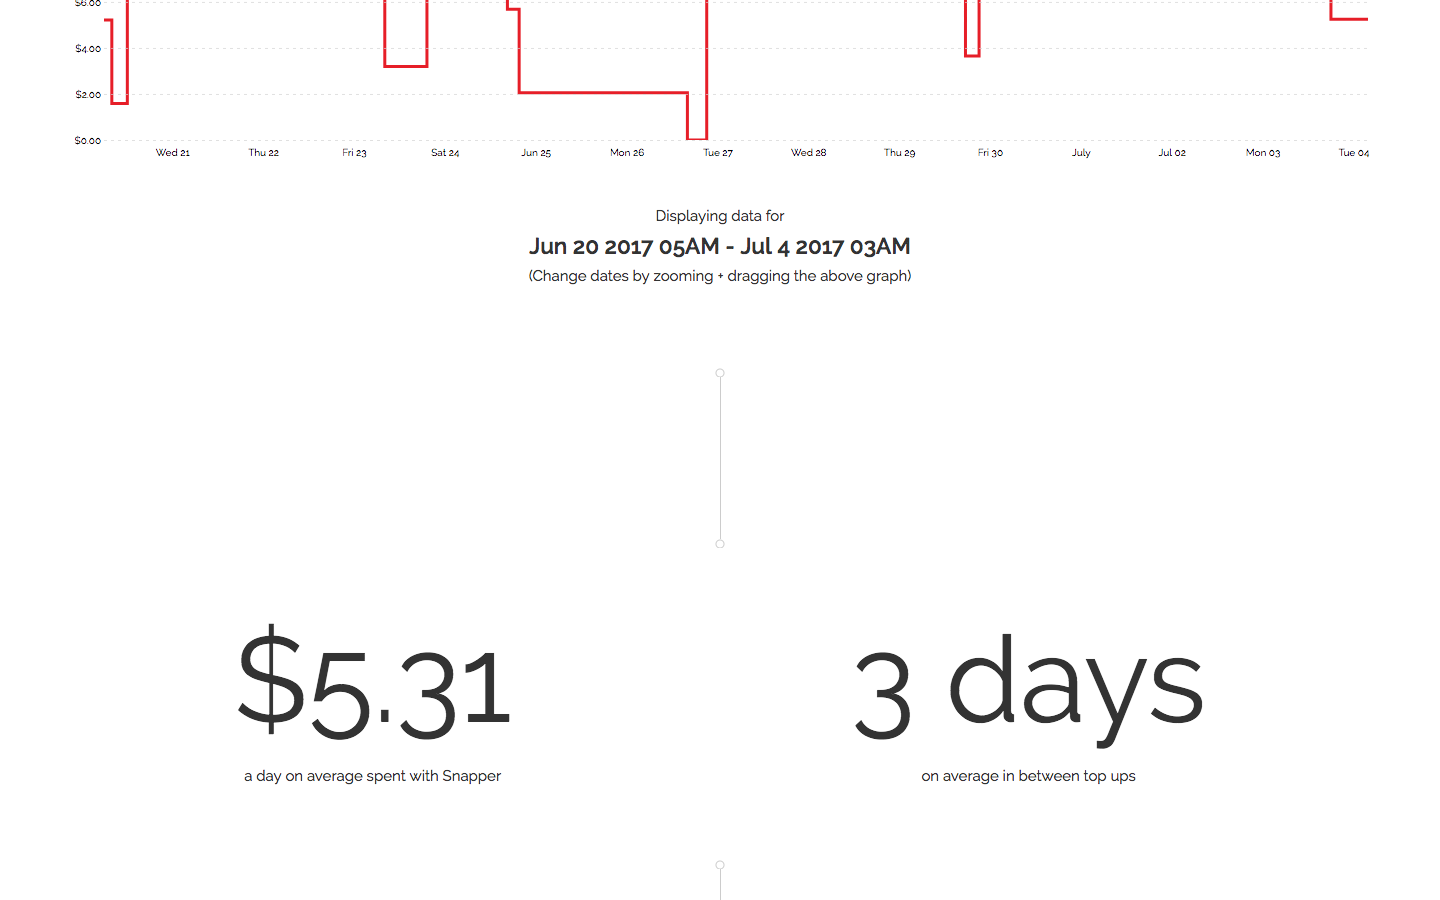 $6.00
$4.00
$2.00
$0.00
Wed 21 Thu 22 Fri 23 Sat 24 Jun 25 Mon 26 Tue 27 Wed 28 Thu 29 Fri 30 July Jul 02 Mon 03 Tue 04
Displaying data for
Jun 20 2017 05AM - Jul 4 2017 03AM
(Change dates by zooming + dragging the above graph)
$5.31
a day on average spent with Snapper
3 days
on average in between top ups